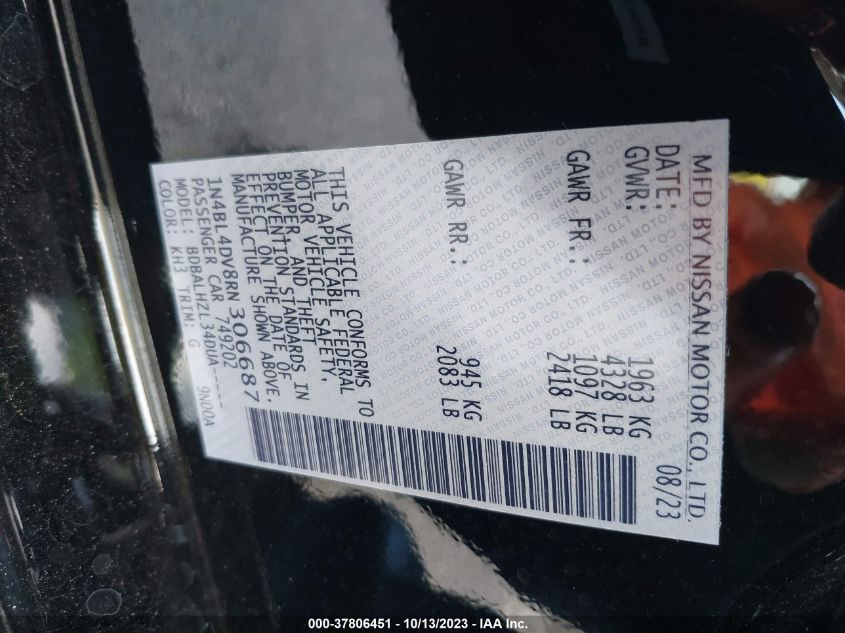 MFD BY NISSAN MOTOR CO., LTD.
DATE: 08/23
GVWR: 1963 KG
4328 LB
GAWR FR.: 1097 KG
2418 LB
GAWR RR.: 945 KG
2083 LB
THIS VEHICLE CONFORMS TO
ALL APPLICABLE FEDERAL
MOTOR VEHICLE SAFETY,
BUMPER, AND THEFT
PREVENTION STANDARDS IN
EFFECT ON THE DATE OF
MANUFACTURE SHOWN ABOVE.
1N4BL4DV8RN306687
PASSENGER CAR 749202
MODEL: BDBALHZL34DUA-----
COLOR: KH3 TRIM: G 9N00A
000-37806451 - 10/13/2023 - IAA Inc.